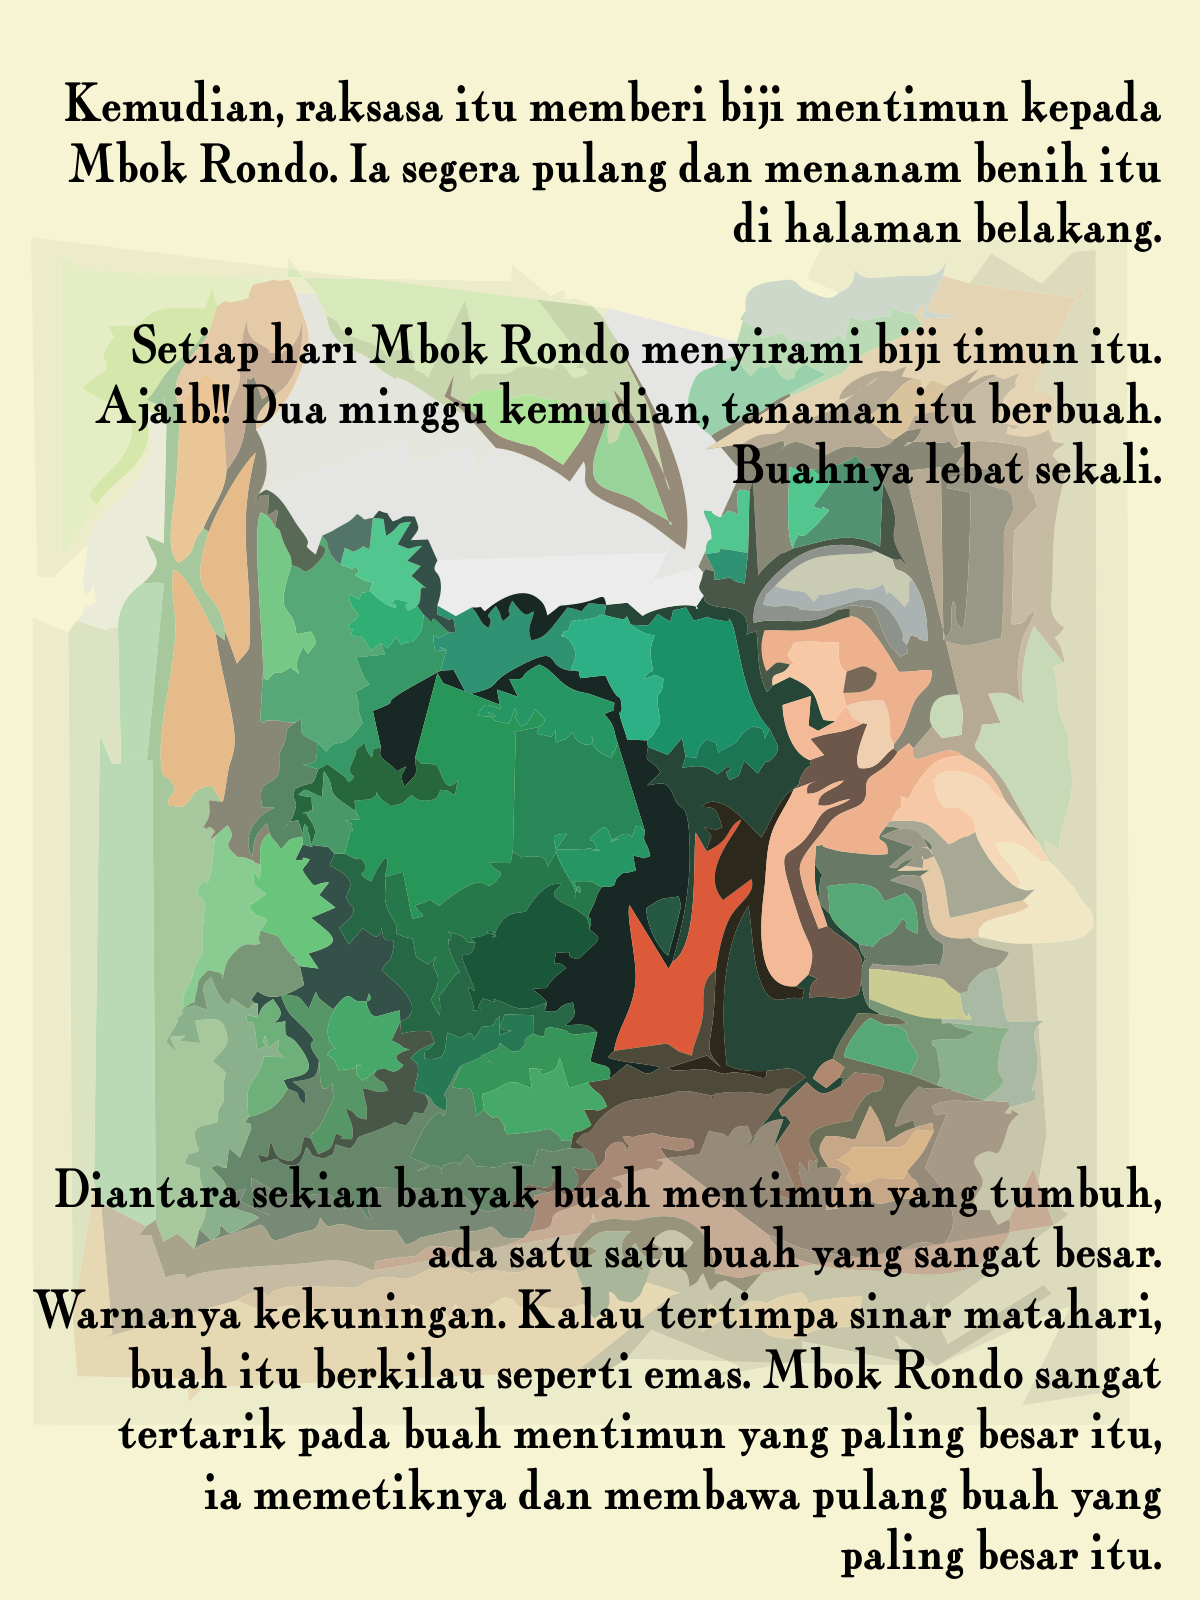 Kemudian, raksasa itu memberi biji mentimun kepada
Mbok Rondo. Ia segera pulang dan menanam benih itu
di halaman belakang.
Setiap hari Mbok Rondo menyirami biji timun itu.
Ajaib!! Dua minggu kemudian, tanaman itu berbuah.
Buahnya lebat sekali.
Diantara sekian banyak buah mentimun yang tumbuh,
ada satu satu buah yang sangat besar.
Warnanya kekuningan. Kalau tertimpa sinar matahari,
buah itu berkilau seperti emas. Mbok Rondo sangat
tertarik pada buah mentimun yang paling besar itu,
ia memetiknya dan membawa pulang buah yang
paling besar itu.